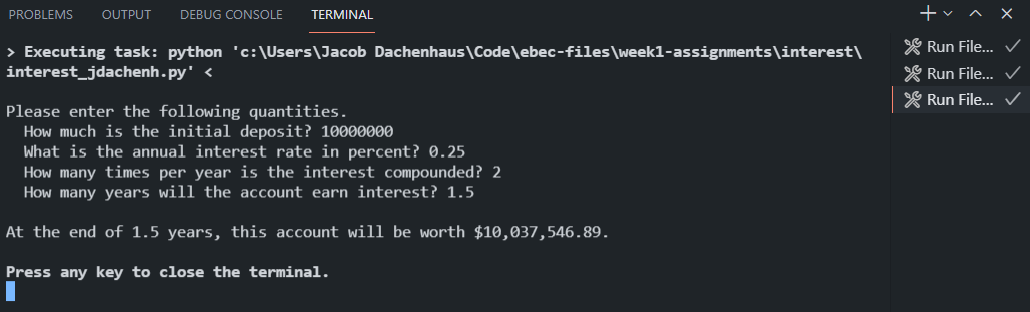 PROBLEMS OUTPUT DEBUG CONSOLE TERMINAL
> Executing task: python 'c:\Users\Jacob Dachenhaus\Code\ebec-files\week1-assignments\interest\
interest_jdachenh.py' <
Please enter the following quantities.
How much is the initial deposit? 10000000
What is the annual interest rate in percent? 0.25
How many times per year is the interest compounded? 2
How many years will the account earn interest? 1.5
At the end of 1.5 years, this account will be worth $10,037,546.89.
Press any key to close the terminal.
Run File...
Run File...
Run File...